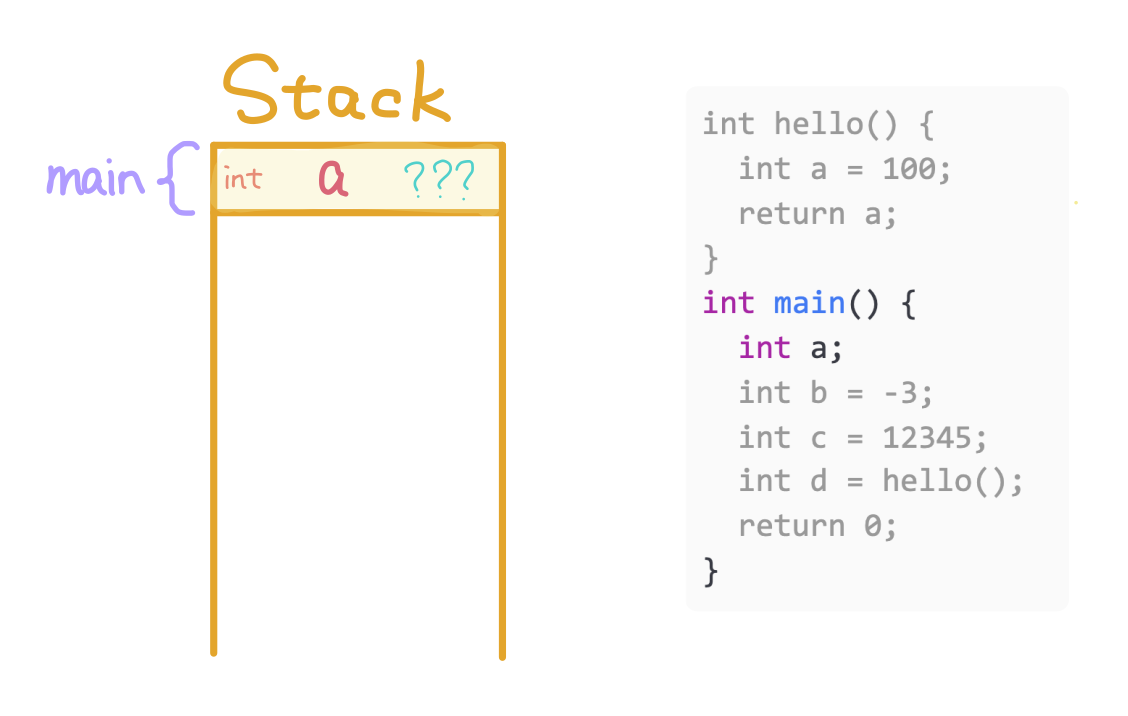 Stack
main { int a ???
int hello() {
  int a = 100;
  return a;
}
int main() {
  int a;
  int b = -3;
  int c = 12345;
  int d = hello();
  return 0;
}